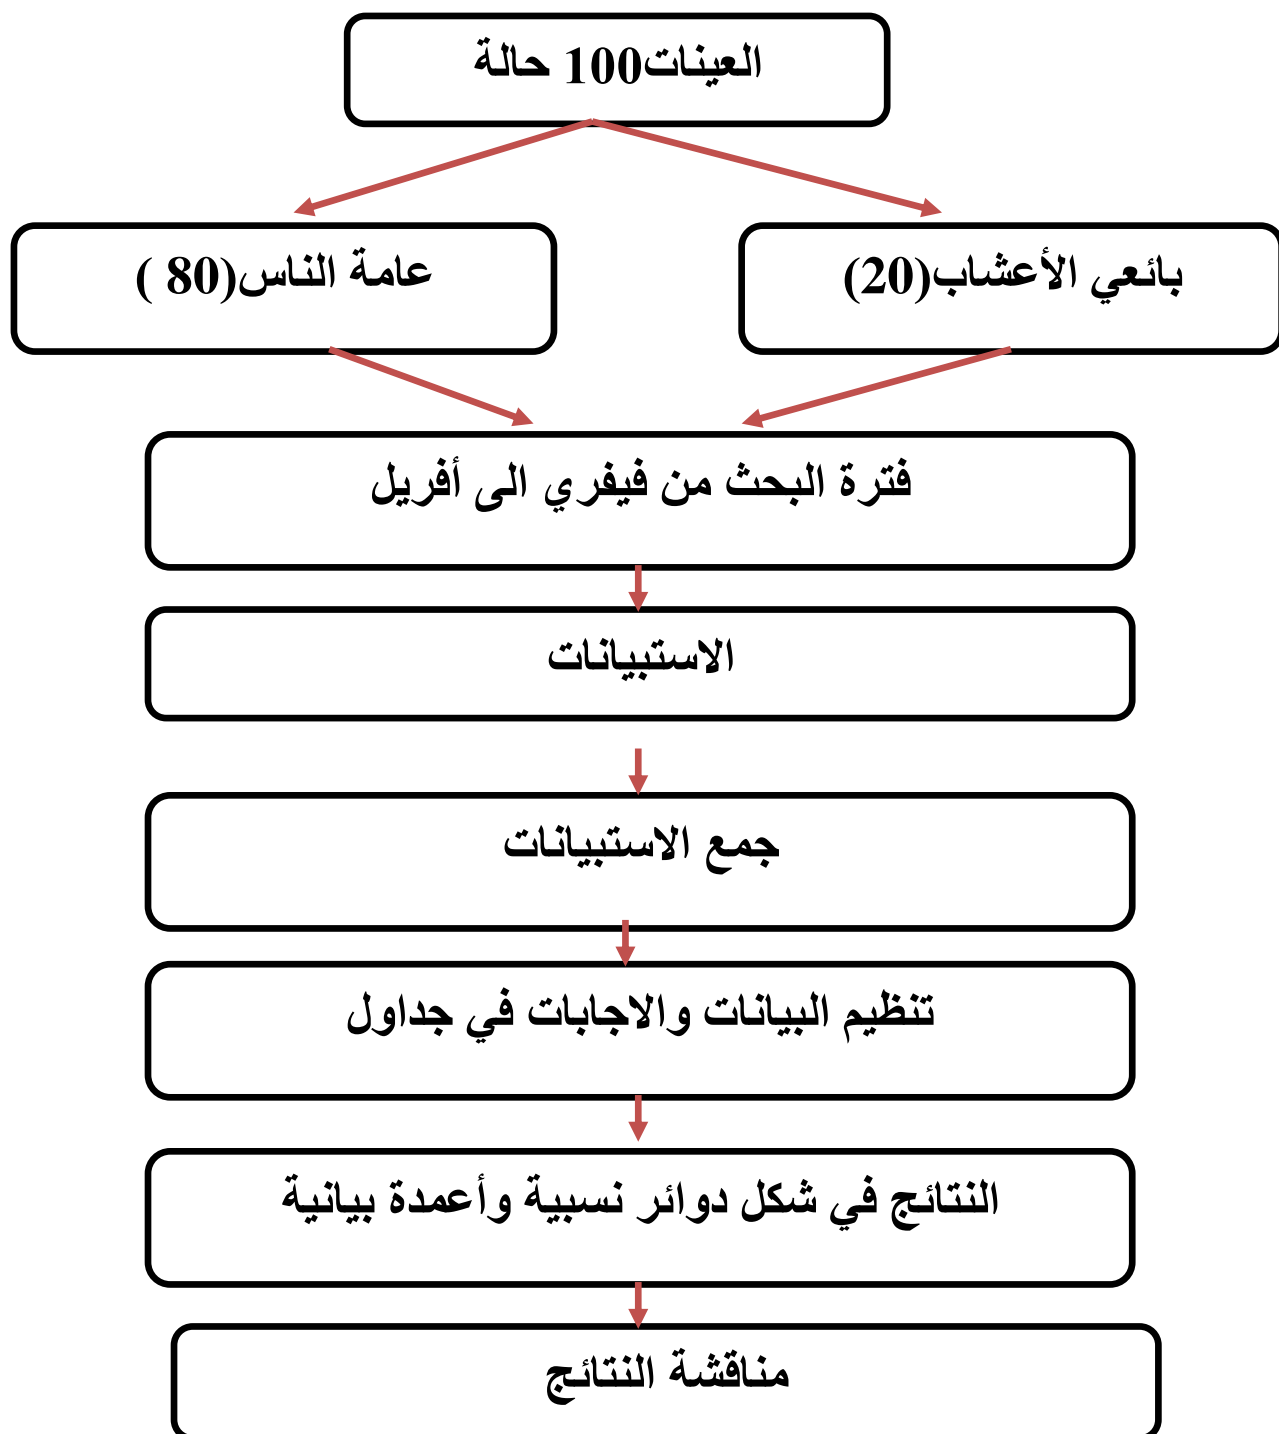 العينات100 حالة
بائعي الأعشاب(20)
عامة الناس(80 )
فترة البحث من فيفري الى أفريل
الاستبيانات
جمع الاستبيانات
تنظيم البيانات والاجابات في جداول
النتائج في شكل دوائر نسبية وأعمدة بيانية
مناقشة النتائج